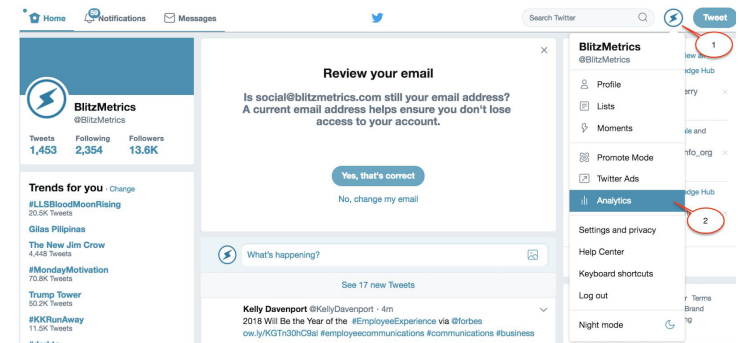 Home
59
Notifications
Messages
Search Twitter
Tweet
BlitzMetrics
@BlitzMetrics
Tweets Following Followers
1,453 2,354 13.6K
Trends for you · Change
#LLSBloodMoonRising
20.5K Tweets
Gilas Pilipinas
The New Jim Crow
4,448 Tweets
#MondayMotivation
70.8K Tweets
Trump Tower
50.2K Tweets
#KKRunAway
11.5K Tweets
Review your email
Is social@blitzmetrics.com still your email address?
A current email address helps ensure you don't lose
access to your account.
Yes, that's correct
No, change my email
What's happening?
See 17 new Tweets
Kelly Davenport @KellyDavenport · 4m
2018 Will Be the Year of the #EmployeeExperience via @forbes
ow.ly/KGTn30hC9ai #employeecommunications #communications #business
BlitzMetrics
@BlitzMetrics
Profile
Lists
Moments
Promote Mode
Twitter Ads
Analytics
Settings and privacy
Help Center
Keyboard shortcuts
Log out
Night mode
1
2
Terms
Brand